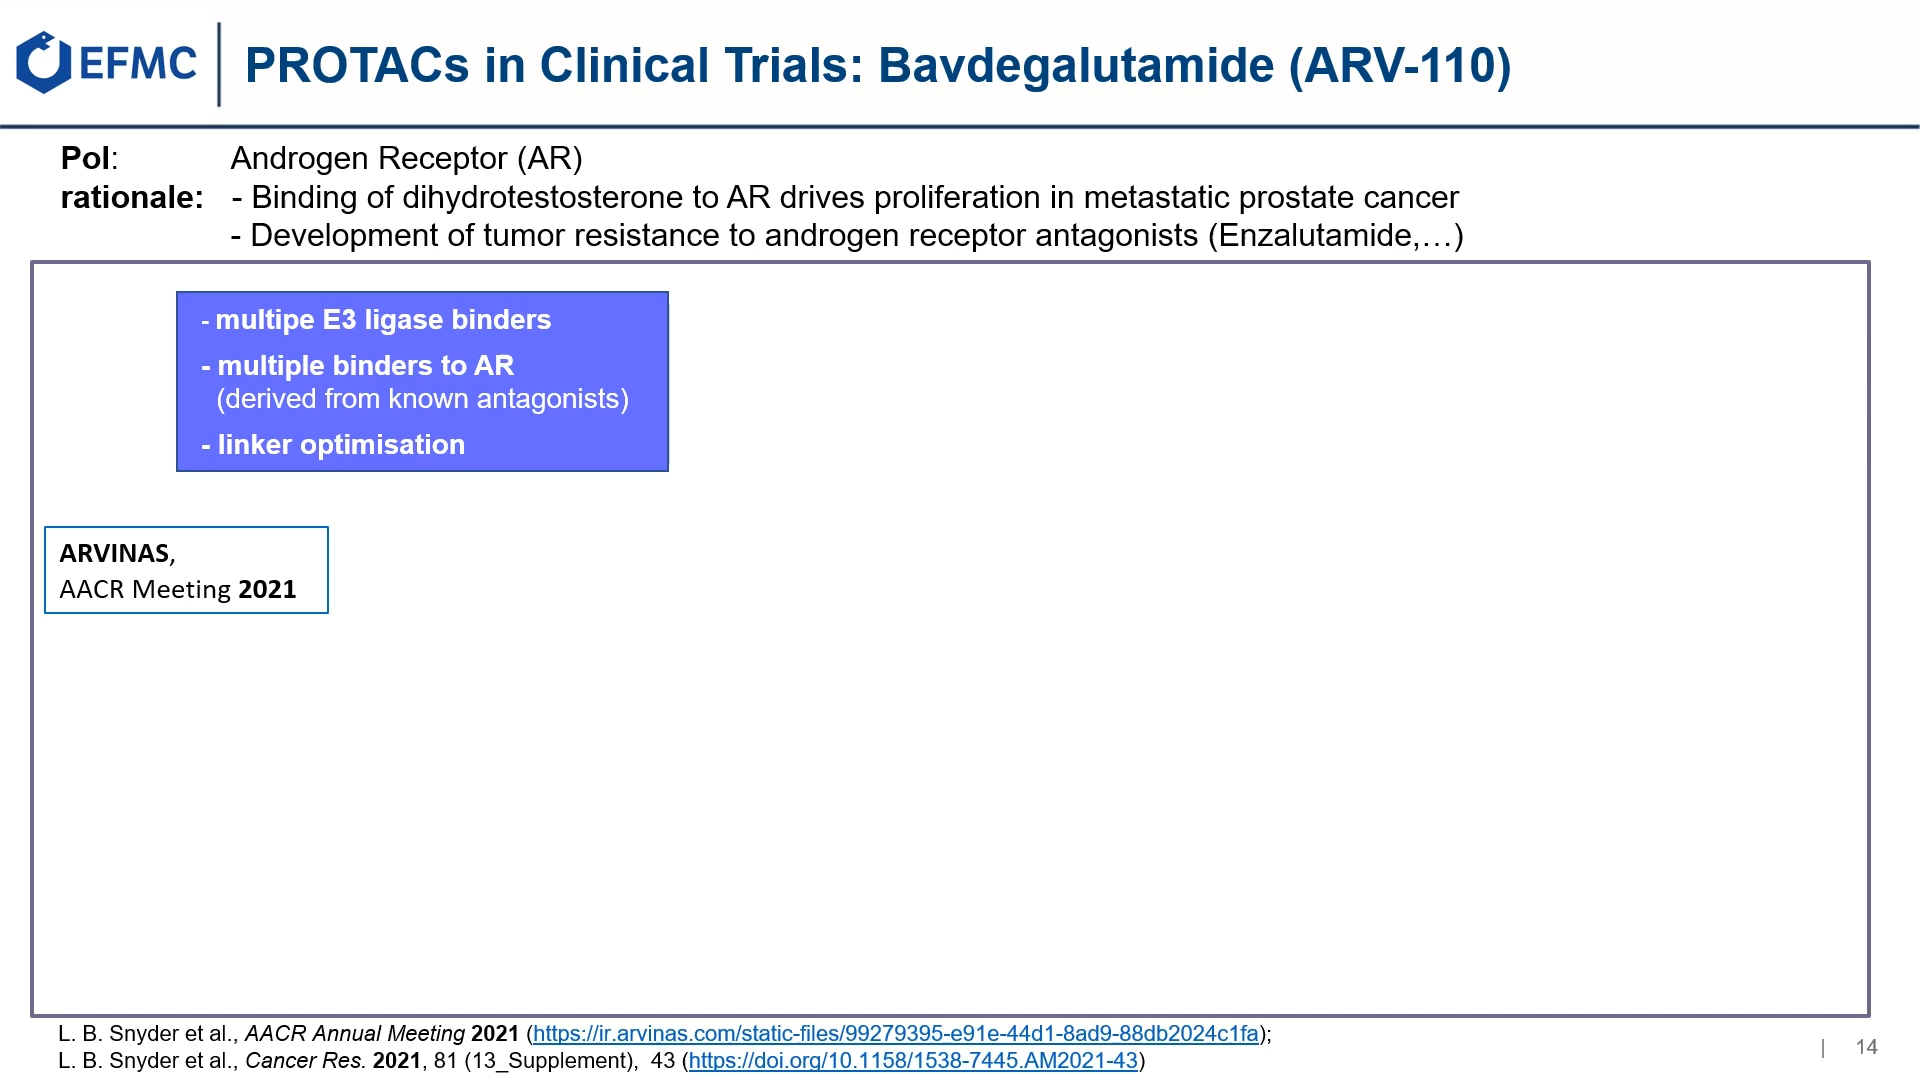 EFMC
PROTACs in Clinical Trials: Bavdegalutamide (ARV-110)
PoI: Androgen Receptor (AR)
rationale: - Binding of dihydrotestosterone to AR drives proliferation in metastatic prostate cancer
- Development of tumor resistance to androgen receptor antagonists (Enzalutamide,…)
- multipe E3 ligase binders
- multiple binders to AR
(derived from known antagonists)
- linker optimisation
ARVINAS,
AACR Meeting 2021
L. B. Snyder et al., AACR Annual Meeting 2021 (https://ir.arvinas.com/static-files/99279395-e91e-44d1-8ad9-88db2024c1fa);
L. B. Snyder et al., Cancer Res. 2021, 81 (13_Supplement), 43 (https://doi.org/10.1158/1538-7445.AM2021-43)
| 14